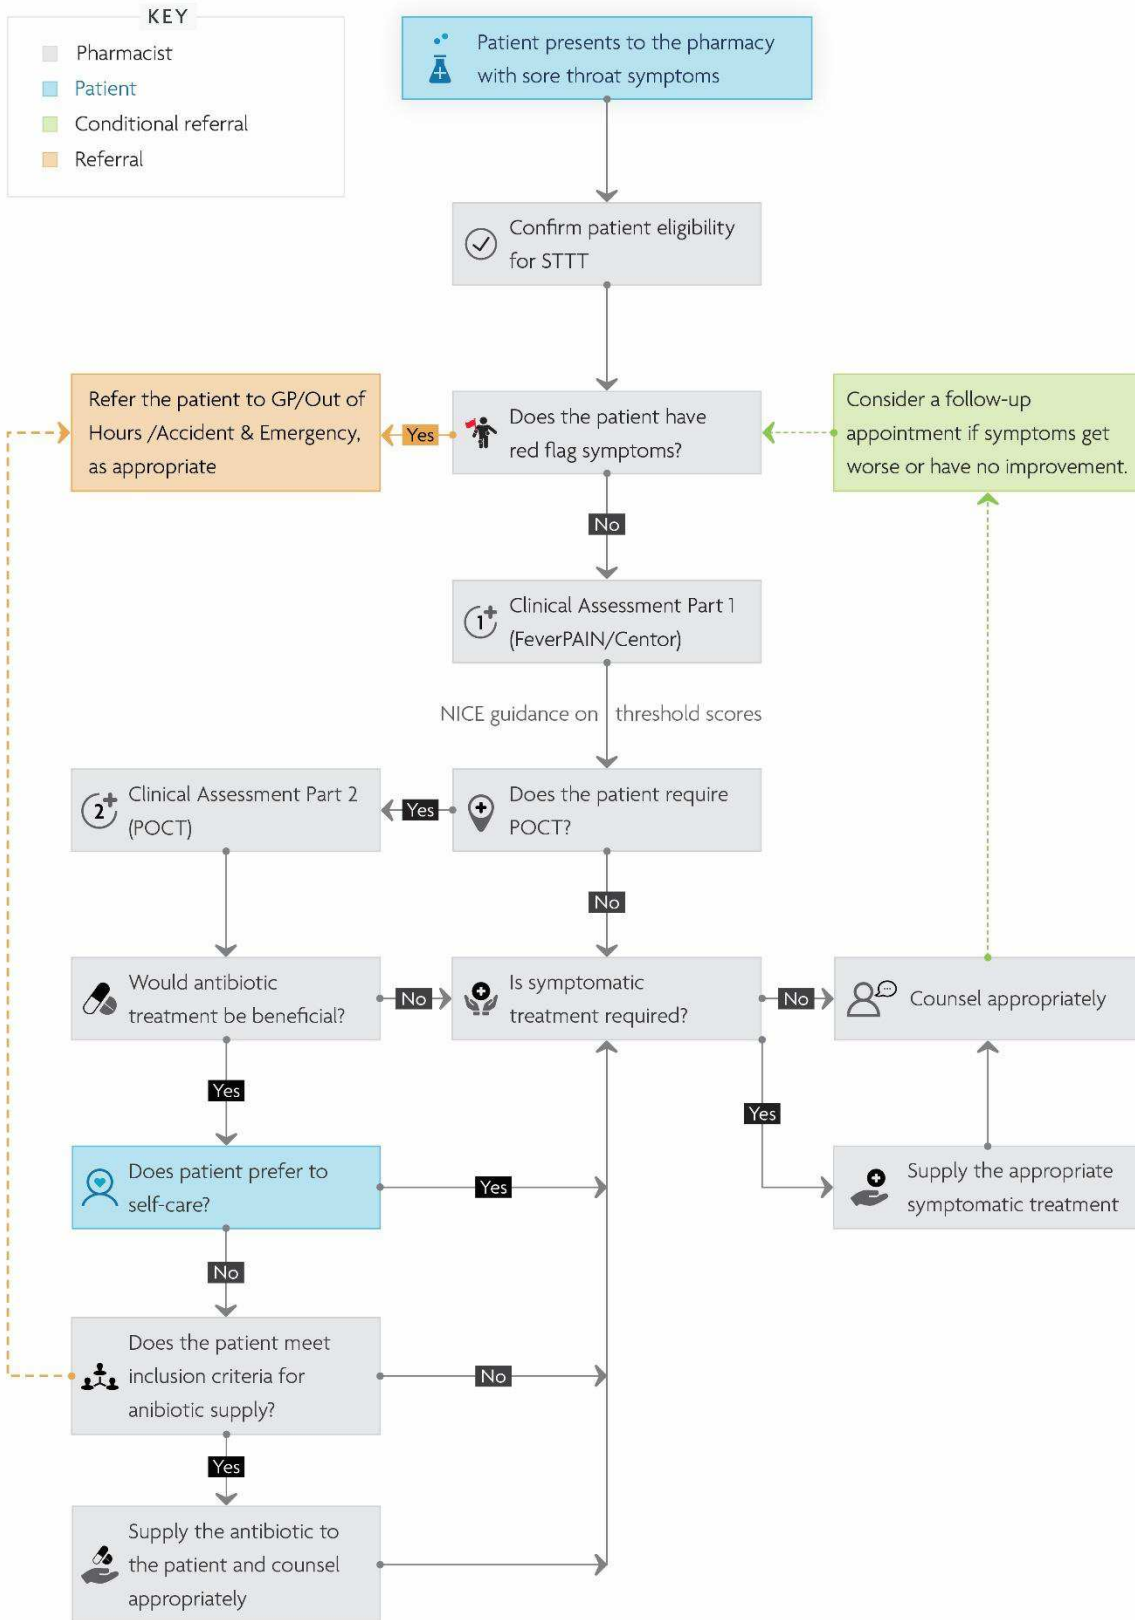 KEY
Pharmacist
Patient
Conditional referral
Referral
Patient presents to the pharmacy
with sore throat symptoms
Confirm patient eligibility
for STTT
Refer the patient to GP/Out of
Hours /Accident & Emergency,
as appropriate
Yes
Does the patient have
red flag symptoms?
Consider a follow-up
appointment if symptoms get
worse or have no improvement.
No
1+
Clinical Assessment Part 1
(FeverPAIN/Centor)
NICE guidance on threshold scores
2+
Clinical Assessment Part 2
(POCT)
Yes
Does the patient require
POCT?
No
Would antibiotic
treatment be beneficial?
No
Is symptomatic
treatment required?
No
Counsel appropriately
Yes
Yes
Does patient prefer to
self-care?
Yes
Supply the appropriate
symptomatic treatment
No
Does the patient meet
inclusion criteria for
anibiotic supply?
No
Yes
Supply the antibiotic to
the patient and counsel
appropriately